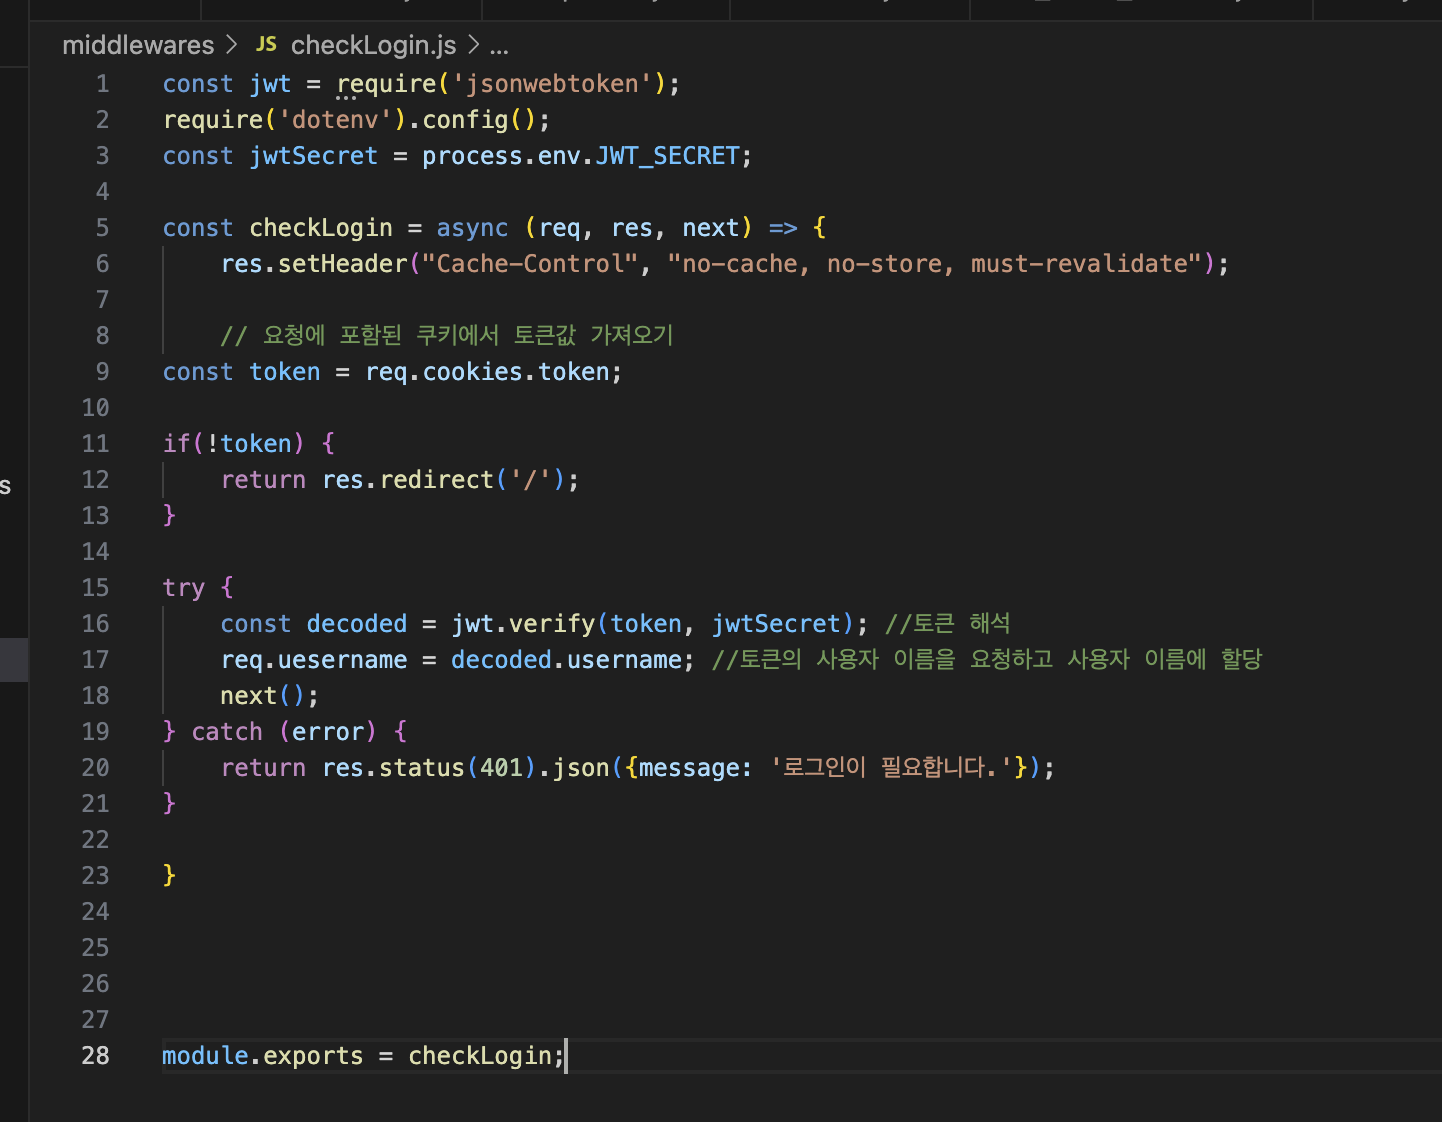 middlewares > JS checkLogin.js > ...
1 const jwt = require('jsonwebtoken');
2 require('dotenv').config();
3 const jwtSecret = process.env.JWT_SECRET;
4
5 const checkLogin = async (req, res, next) => {
6 res.setHeader("Cache-Control", "no-cache, no-store, must-revalidate");
7
8 // 요청에 포함된 쿠키에서 토큰값 가져오기
9 const token = req.cookies.token;
10
11 if(!token) {
12 return res.redirect('/');
13 }
14
15 try {
16 const decoded = jwt.verify(token, jwtSecret); //토큰 해석
17 req.uesername = decoded.username; //토큰의 사용자 이름을 요청하고 사용자 이름에 할당
18 next();
19 } catch (error) {
20 return res.status(401).json({message: '로그인이 필요합니다.'});
21 }
22
23 }
24
25
26
27
28 module.exports = checkLogin;
s